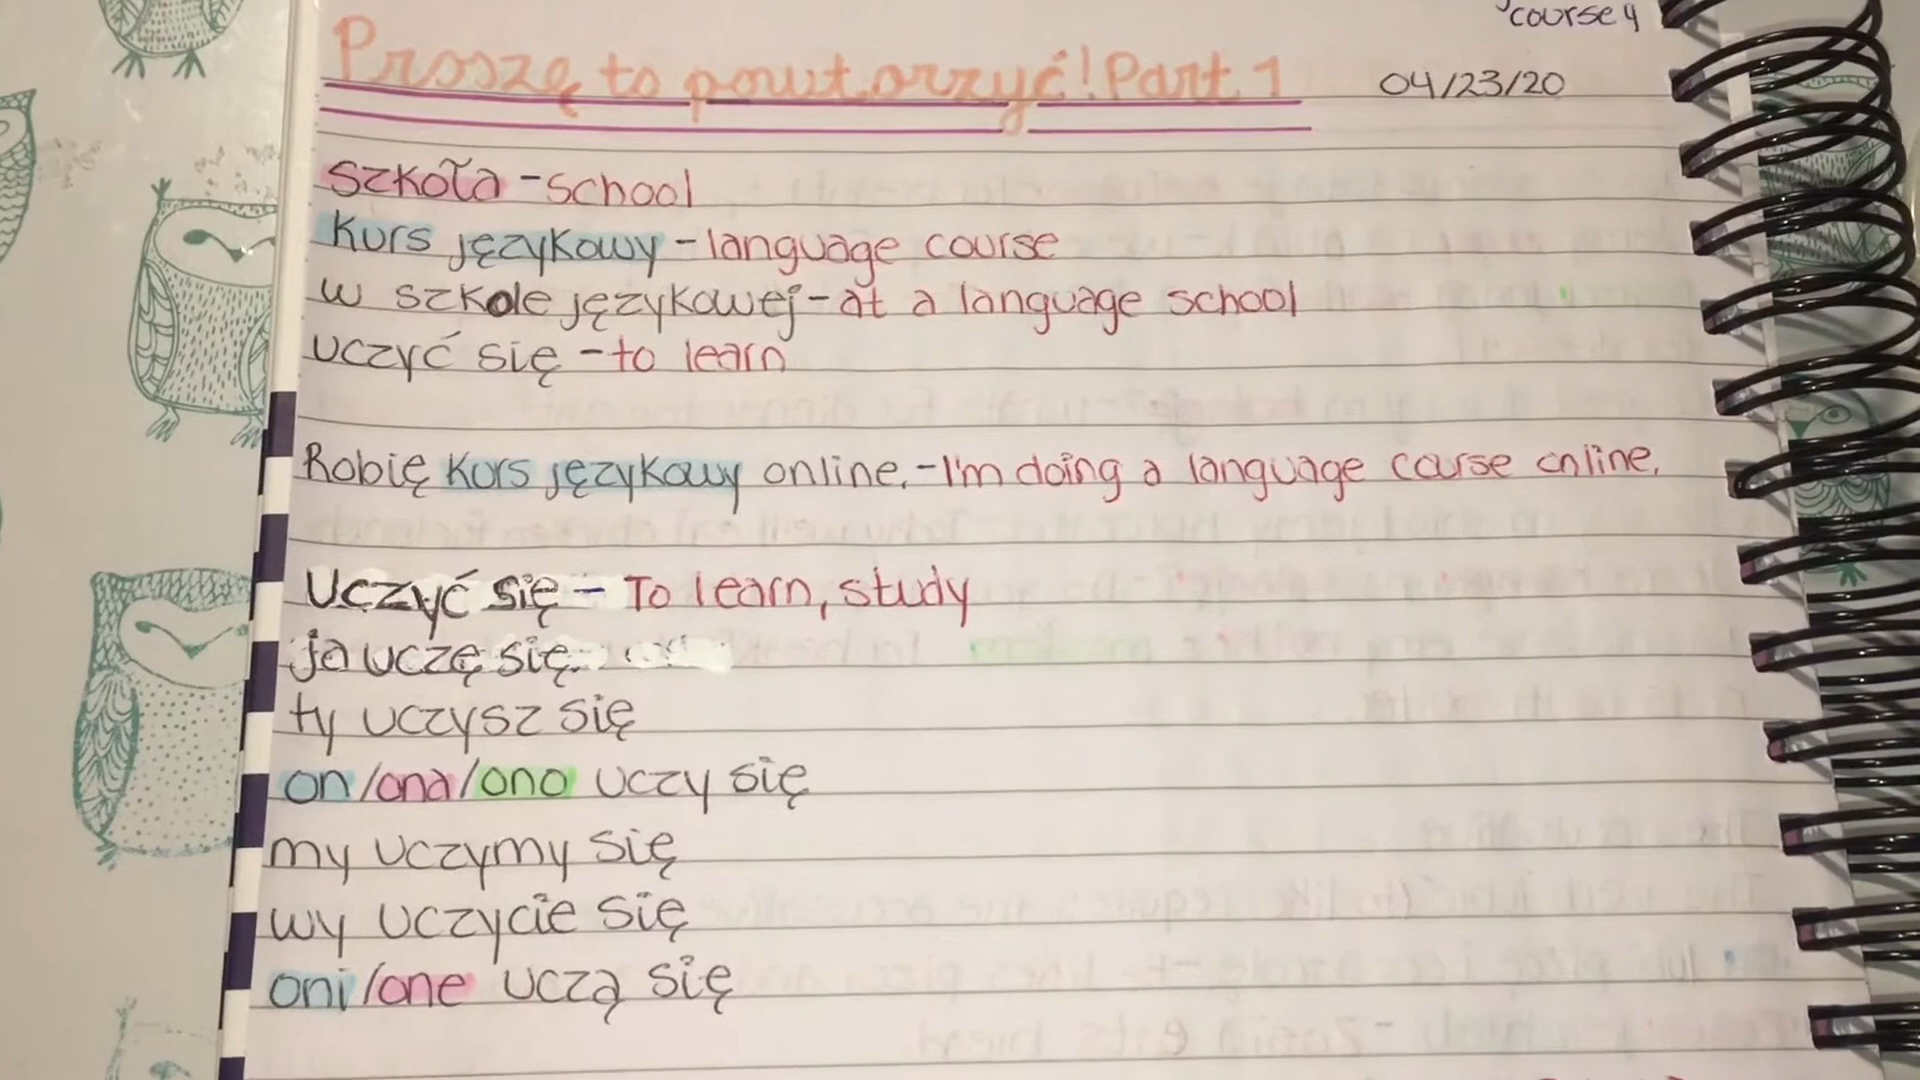 course 4
Proszę to powtorzyć! Part 1
04/23/20
szkoła - school
Kurs językowy - language course
w szkole językowej - at a language school
uczyć się - to learn
Robię kurs językowy online. - I'm doing a language course online.
Uczyć się - To learn, study
ja uczę się
ty uczysz się
on/ona/ono uczy się
my uczymy się
wy uczycie się
oni/one uczą się